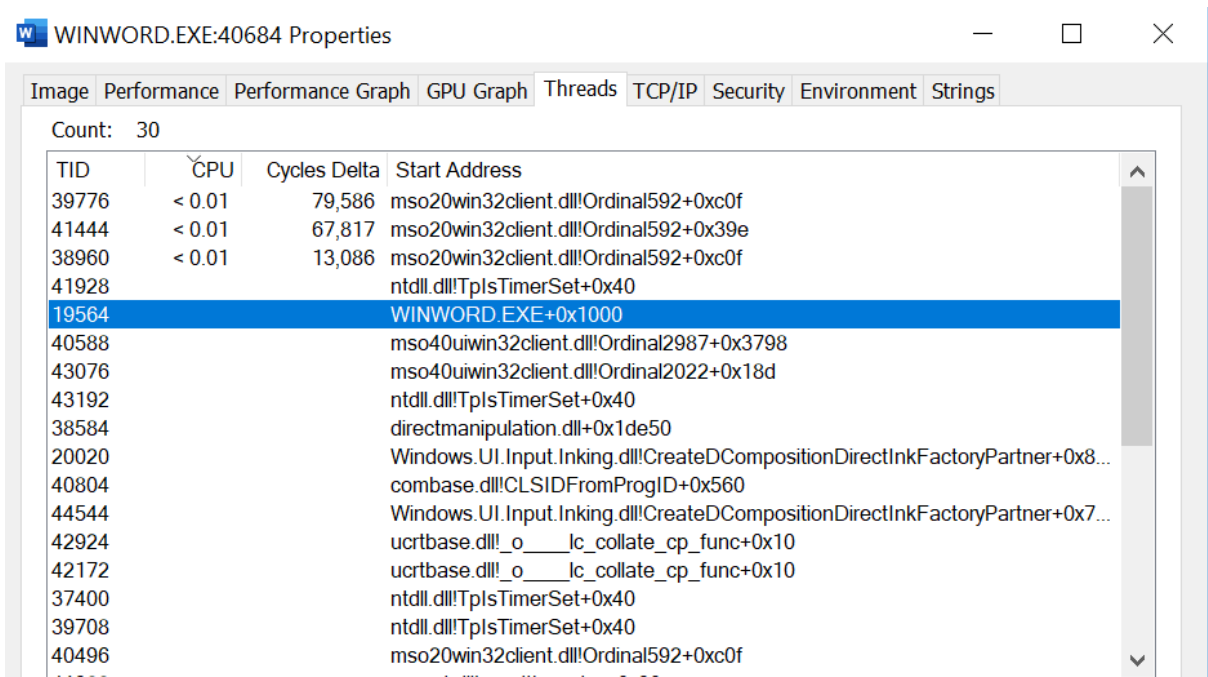 W WINWORD.EXE:40684 Properties
Image Performance Performance Graph GPU Graph Threads TCP/IP Security Environment Strings
Count: 30
TID CPU Cycles Delta Start Address
39776 < 0.01 79,586 mso20win32client.dll!Ordinal592+0xc0f
41444 < 0.01 67,817 mso20win32client.dll!Ordinal592+0x39e
38960 < 0.01 13,086 mso20win32client.dll!Ordinal592+0xc0f
41928 ntdll.dll!TpIsTimerSet+0x40
19564 WINWORD.EXE+0x1000
40588 mso40uiwin32client.dll!Ordinal2987+0x3798
43076 mso40uiwin32client.dll!Ordinal2022+0x18d
43192 ntdll.dll!TpIsTimerSet+0x40
38584 directmanipulation.dll+0x1de50
20020 Windows.UI.Input.Inking.dll!CreateDCompositionDirectInkFactoryPartner+0x8...
40804 combase.dll!CLSIDFromProgID+0x560
44544 Windows.UI.Input.Inking.dll!CreateDCompositionDirectInkFactoryPartner+0x7...
42924 ucrtbase.dll!_o____lc_collate_cp_func+0x10
42172 ucrtbase.dll!_o____lc_collate_cp_func+0x10
37400 ntdll.dll!TpIsTimerSet+0x40
39708 ntdll.dll!TpIsTimerSet+0x40
40496 mso20win32client.dll!Ordinal592+0xc0f